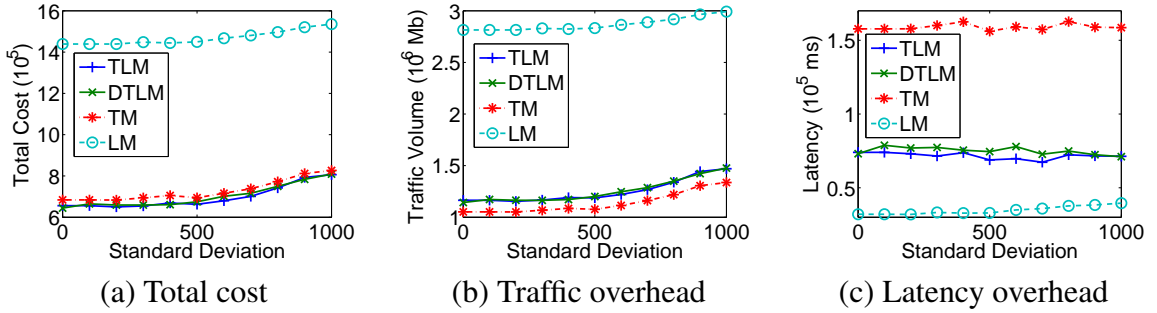 16
14
12
10
8
6
Total Cost (10^5)
TLM
DTLM
TM
LM
0
500
1000
Standard Deviation
(a) Total cost
3
2.5
2
1.5
1
Traffic Volume (10^6 Mb)
TLM
DTLM
TM
LM
0
500
1000
Standard Deviation
(b) Traffic overhead
1.5
1
0.5
Latency (10^5 ms)
TLM
DTLM
TM
LM
0
500
1000
Standard Deviation
(c) Latency overhead